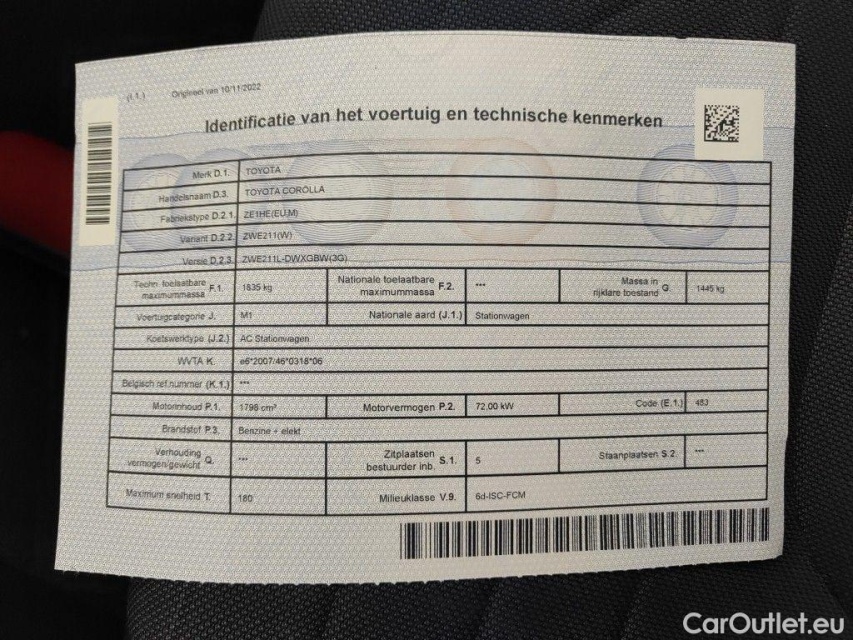 (I.1.) Origineel van 10/11/2022
Identificatie van het voertuig en technische kenmerken
Merk D.1. TOYOTA
Handelsnaam D.3. TOYOTA COROLLA
Fabriekstype D.2.1. ZE1HE(EU,M)
Variant D.2.2. ZWE211(W)
Versie D.2.3. ZWE211L-DWXGBW(3G)
Techn. toelaatbare maximummassa F.1. 1835 kg Nationale toelaatbare maximummassa F.2. *** Massa in rijklare toestand G. 1445 kg
Voertuigcategorie J. M1 Nationale aard (J.1.) Stationwagen
Koetswerktype (J.2.) AC Stationwagen
WVTA K. e6*2007/46*0318*06
Belgisch ref.nummer (K.1.) ***
Motorinhoud P.1. 1798 cm³ Motorvermogen P.2. 72,00 kW Code (E.1.) 483
Brandstof P.3. Benzine + elekt
Verhouding vermogen/gewicht Q. *** Zitplaatsen bestuurder inb. S.1. 5 Staanplaatsen S.2. ***
Maximum snelheid T. 180 Milieuklasse V.9. 6d-ISC-FCM
CarOutlet.eu